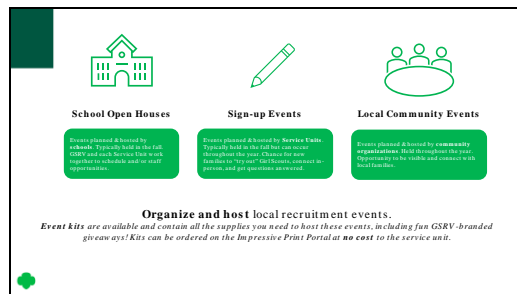 School Open Houses
Sign-up Events
Local Community Events
Events planned & hosted by
schools. Typically held in the fall.
GSRV and each Service Unit work
together to schedule and/or staff
opportunities.
Events planned & hosted by Service Units.
Typically held in the fall but can occur
throughout the year. Chance for new
families to "try out" Girl Scouts, connect in-
person, and get questions answered.
Events planned & hosted by community
organizations. Held throughout the year.
Opportunity to be visible and connect with
local families.
Organize and host local recruitment events.
Event kits are available and contain all the supplies you need to host these events, including fun GSRV-branded
giveaways! Kits can be ordered on the Impressive Print Portal at no cost to the service unit.